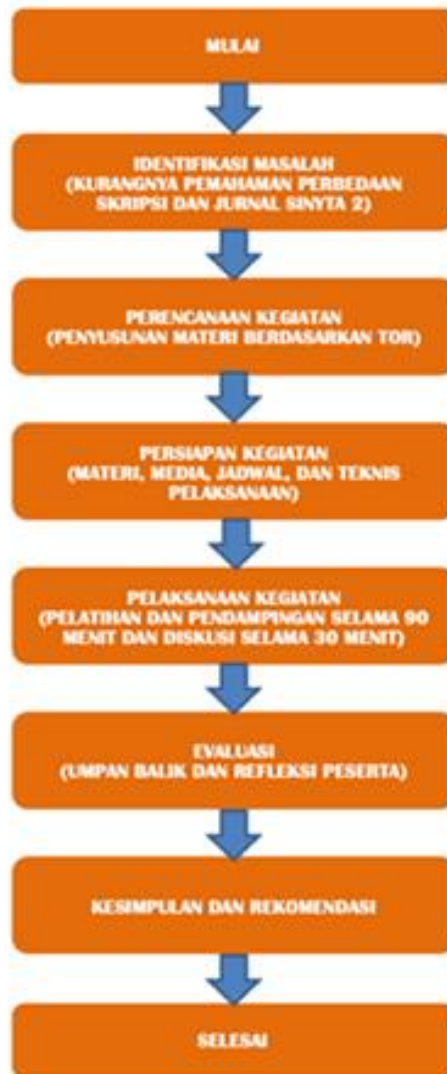 MULAI
IDENTIFIKASI MASALAH
(KURANGNYA PEMAHAMAN PERBEDAAN
SKRIPSI DAN JURNAL SINYTA 2)
PERENCANAAN KEGIATAN
(PENYUSUNAN MATERI BERDASARKAN TOR)
PERSIAPAN KEGIATAN
(MATERI, MEDIA, JADWAL, DAN TEKNIS
PELAKSANAAN)
PELAKSANAAN KEGIATAN
(PELATIHAN DAN PENDAMPINGAN SELAMA 90
MENIT DAN DISKUSI SELAMA 30 MENIT)
EVALUASI
(UMPAN BALIK DAN REFLEKSI PESERTA)
KESIMPULAN DAN REKOMENDASI
SELESAI